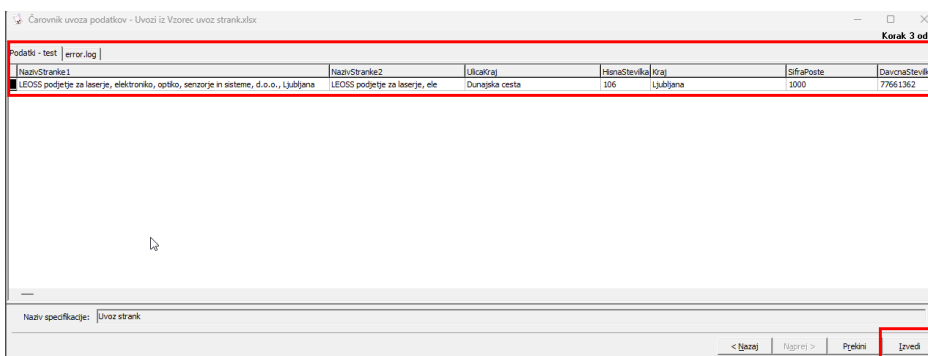 Čarovnik uvoza podatkov - Uvozi iz Vzorec uvoz strank.xlsx
Korak 3 od
Podatki - test error.log
NazivStranke1 NazivStranke2 UlicaKraj HisnaStevilka Kraj SifraPoste DavcnaStevilk
LEOSS podjetje za laserje, elektroniko, optiko, senzorje in sisteme, d.o.o., Ljubljana LEOSS podjetje za laserje, ele Dunajska cesta 106 Ljubljana 1000 77661362
Naziv specifikacije: Uvoz strank
< Nazaj Naprej > Prekini Izvedi